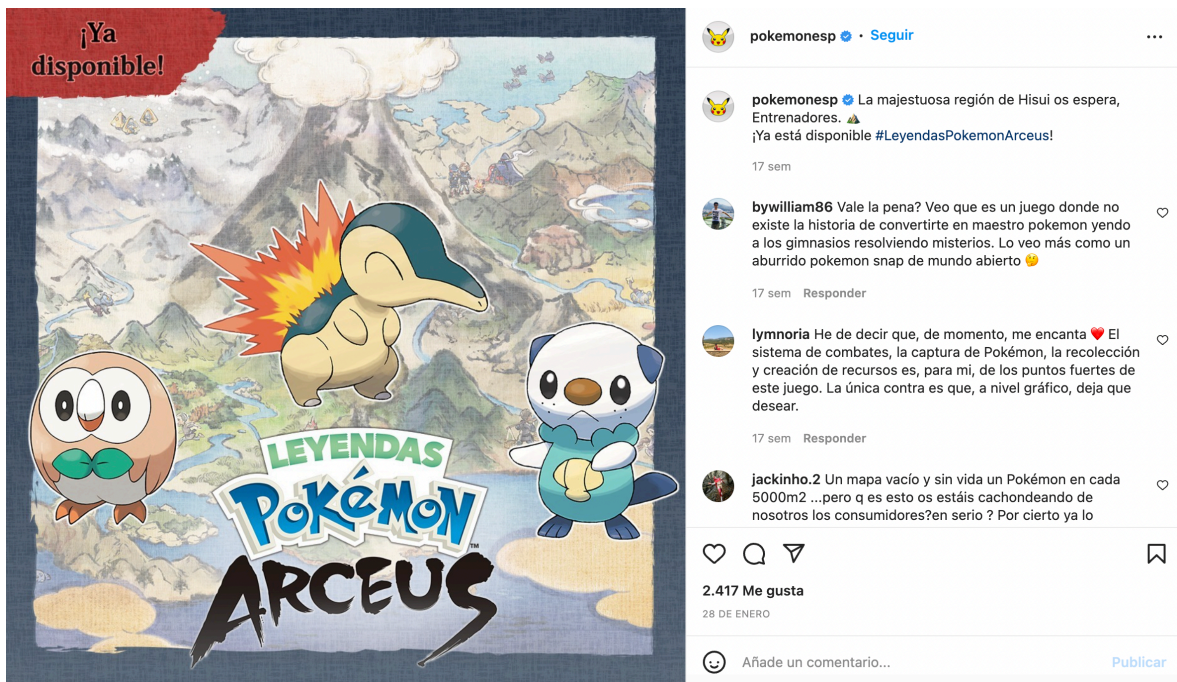 ¡Ya
disponible!
LEYENDAS
POKéMON™
ARCEUS
pokemonesp • Seguir
pokemonesp La majestuosa región de Hisui os espera,
Entrenadores. ⛰️
¡Ya está disponible #LeyendasPokemonArceus!
17 sem
bywilliam86 Vale la pena? Veo que es un juego donde no
existe la historia de convertirte en maestro pokemon yendo
a los gimnasios resolviendo misterios. Lo veo más como un
aburrido pokemon snap de mundo abierto 🤔
17 sem Responder
lymnoria He de decir que, de momento, me encanta ❤️ El
sistema de combates, la captura de Pokémon, la recolección
y creación de recursos es, para mi, de los puntos fuertes de
este juego. La única contra es que, a nivel gráfico, deja que
desear.
17 sem Responder
jackinho.2 Un mapa vacío y sin vida un Pokémon en cada
5000m2 ...pero q es esto os estáis cachondeando de
nosotros los consumidores?en serio ? Por cierto ya lo
2.417 Me gusta
28 DE ENERO
Añade un comentario... Publicar